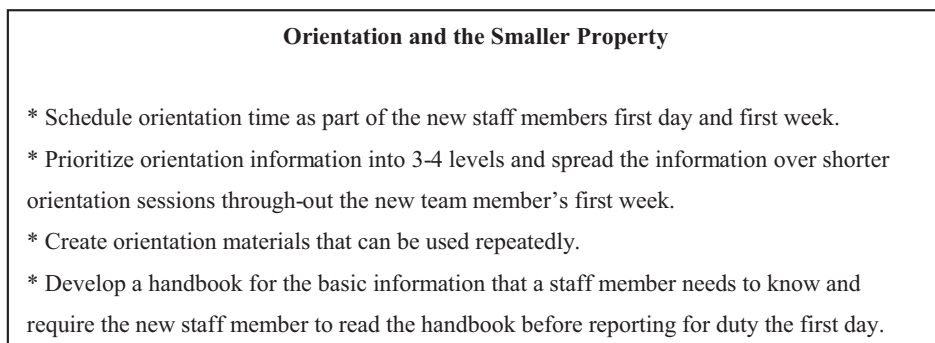 Orientation and the Smaller Property
* Schedule orientation time as part of the new staff members first day and first week.
* Prioritize orientation information into 3-4 levels and spread the information over shorter
orientation sessions through-out the new team member’s first week.
* Create orientation materials that can be used repeatedly.
* Develop a handbook for the basic information that a staff member needs to know and
require the new staff member to read the handbook before reporting for duty the first day.